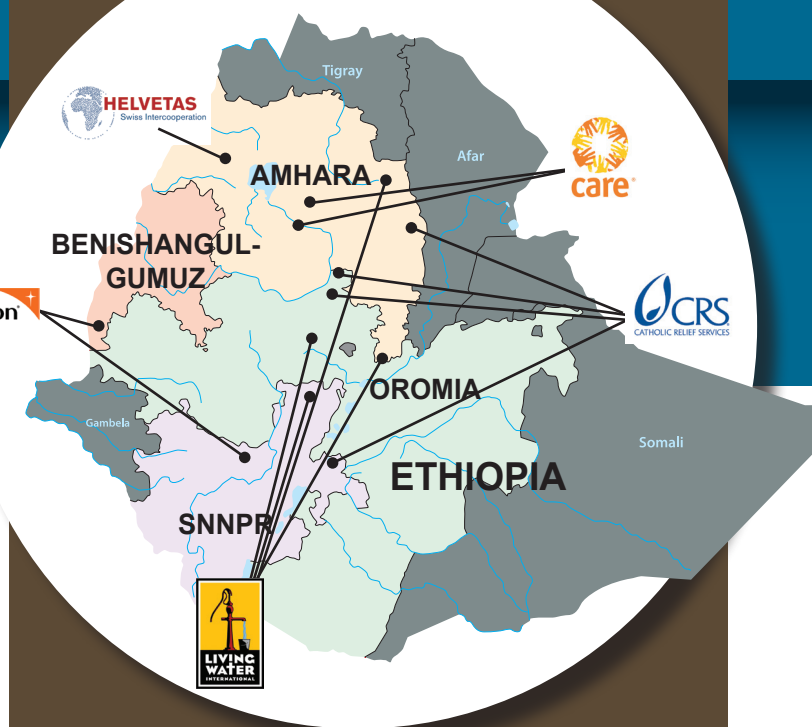 Tigray
HELVETAS
Swiss Intercooperation
Afar
care®
AMHARA
BENISHANGUL-
GUMUZ
CRS
CATHOLIC RELIEF SERVICES
OROMIA
Gambela
Somali
ETHIOPIA
SNNPR
LIVING
WATER
INTERNATIONAL